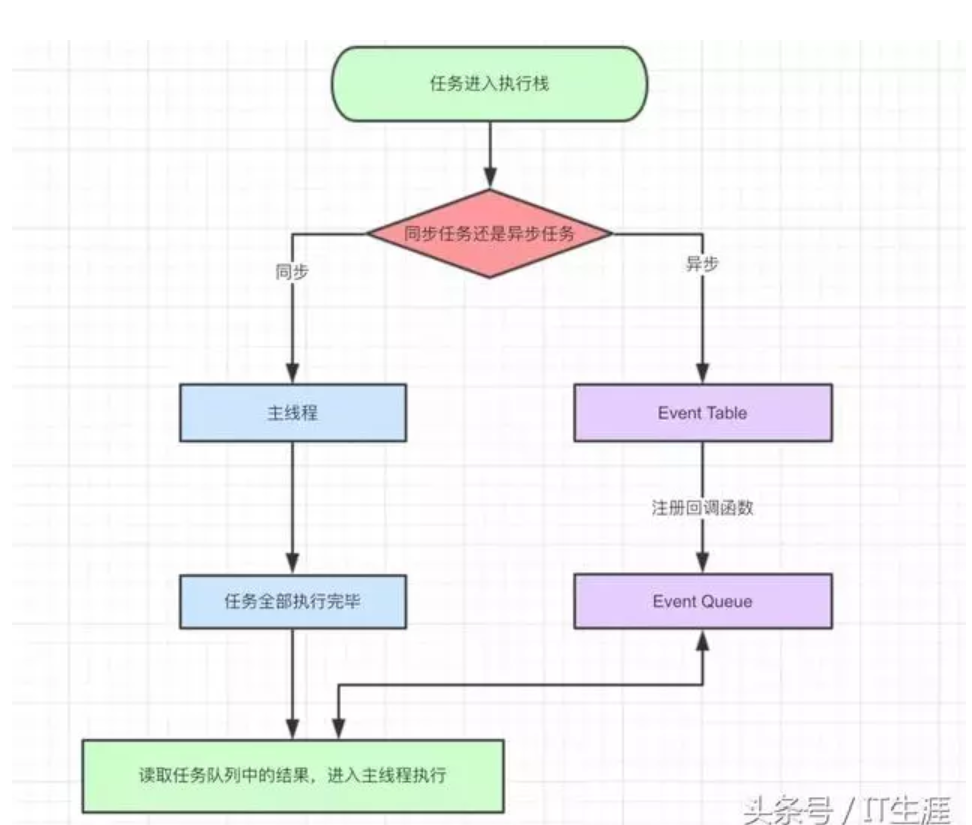 任务进入执行栈
同步任务还是异步任务
同步
异步
主线程
Event Table
注册回调函数
任务全部执行完毕
Event Queue
读取任务队列中的结果，进入主线程执行
头条号 / IT生涯